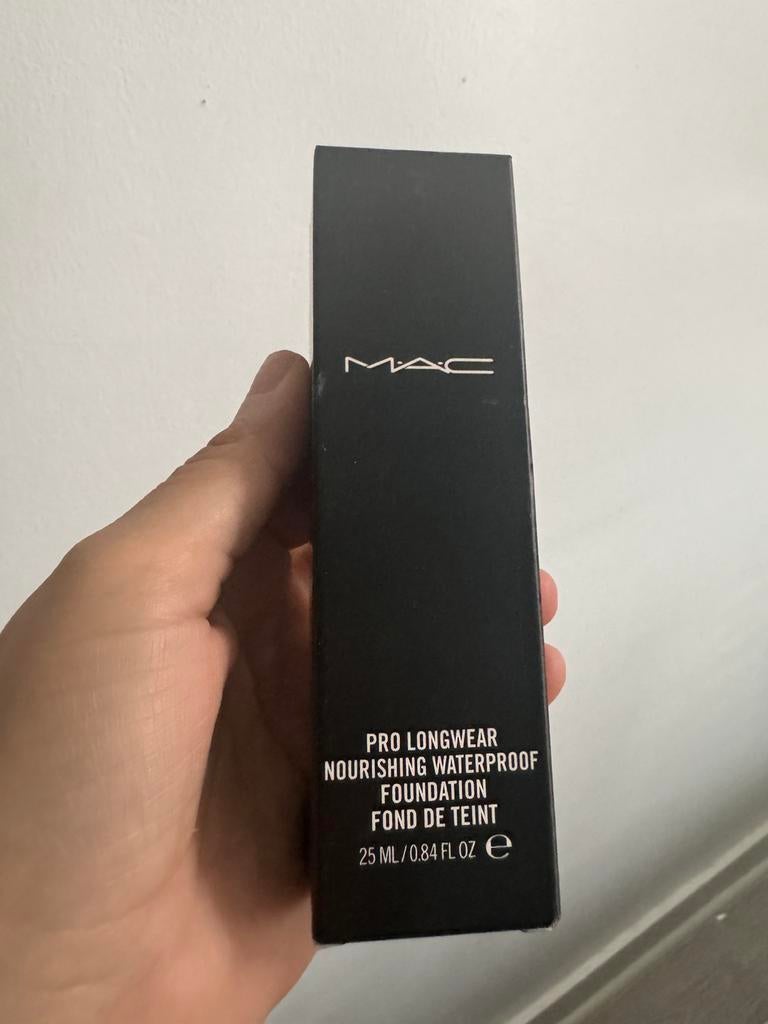 M·A·C
PRO LONGWEAR
NOURISHING WATERPROOF
FOUNDATION
FOND DE TEINT
25 ML / 0.84 FL OZ ℮